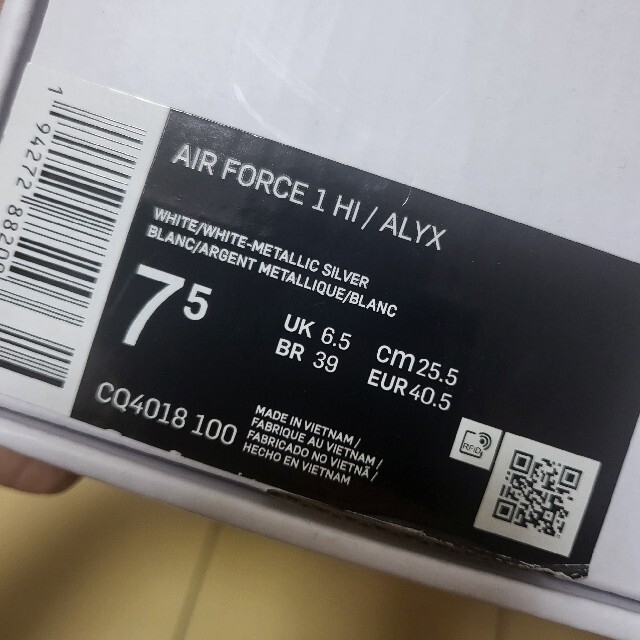 AIR FORCE 1 HI / ALYX
WHITE/WHITE-METALLIC SILVER
BLANC/ARGENT METALLIQUE/BLANC
7 5
UK 6.5 cm 25.5
BR 39 EUR 40.5
CQ4018 100
MADE IN VIETNAM /
FABRIQUE AU VIETNAM /
FABRICADO NO VIETNÃ /
HECHO EN VIETNAM
RFID
1 94272